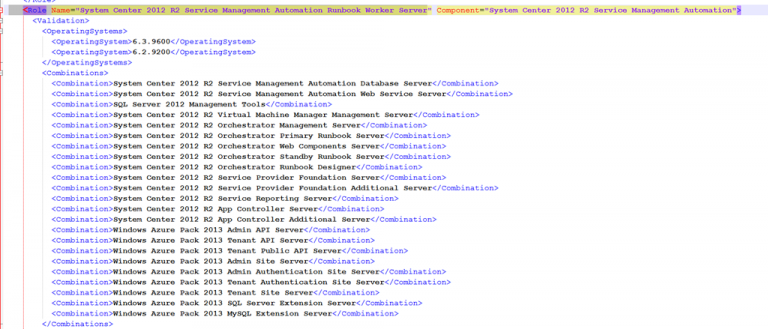 </Role>
<Role Name="System Center 2012 R2 Service Management Automation Runbook Worker Server" Component="System Center 2012 R2 Service Management Automation">
<Validation>
<OperatingSystems>
<OperatingSystem>6.3.9600</OperatingSystem>
<OperatingSystem>6.2.9200</OperatingSystem>
</OperatingSystems>
<Combinations>
<Combination>System Center 2012 R2 Service Management Automation Database Server</Combination>
<Combination>System Center 2012 R2 Service Management Automation Web Service Server</Combination>
<Combination>SQL Server 2012 Management Tools</Combination>
<Combination>System Center 2012 R2 Virtual Machine Manager Management Server</Combination>
<Combination>System Center 2012 R2 Orchestrator Management Server</Combination>
<Combination>System Center 2012 R2 Orchestrator Primary Runbook Server</Combination>
<Combination>System Center 2012 R2 Orchestrator Web Components Server</Combination>
<Combination>System Center 2012 R2 Orchestrator Standby Runbook Server</Combination>
<Combination>System Center 2012 R2 Orchestrator Runbook Designer</Combination>
<Combination>System Center 2012 R2 Service Provider Foundation Server</Combination>
<Combination>System Center 2012 R2 Service Provider Foundation Additional Server</Combination>
<Combination>System Center 2012 R2 Service Reporting Server</Combination>
<Combination>System Center 2012 R2 App Controller Server</Combination>
<Combination>System Center 2012 R2 App Controller Additional Server</Combination>
<Combination>Windows Azure Pack 2013 Admin API Server</Combination>
<Combination>Windows Azure Pack 2013 Tenant API Server</Combination>
<Combination>Windows Azure Pack 2013 Tenant Public API Server</Combination>
<Combination>Windows Azure Pack 2013 Admin Site Server</Combination>
<Combination>Windows Azure Pack 2013 Admin Authentication Site Server</Combination>
<Combination>Windows Azure Pack 2013 Tenant Authentication Site Server</Combination>
<Combination>Windows Azure Pack 2013 Tenant Site Server</Combination>
<Combination>Windows Azure Pack 2013 SQL Server Extension Server</Combination>
<Combination>Windows Azure Pack 2013 MySQL Extension Server</Combination>
</Combinations>